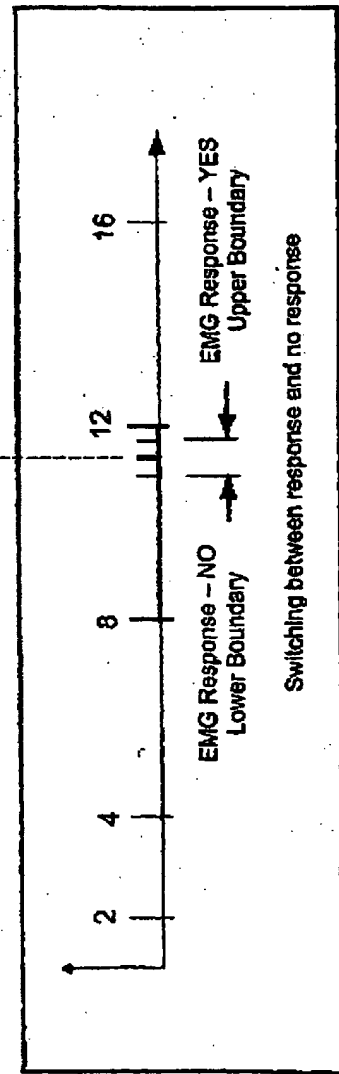 2 4 8 12 16
EMG Response – NO
Lower Boundary
EMG Response – YES
Upper Boundary
Switching between response and no response